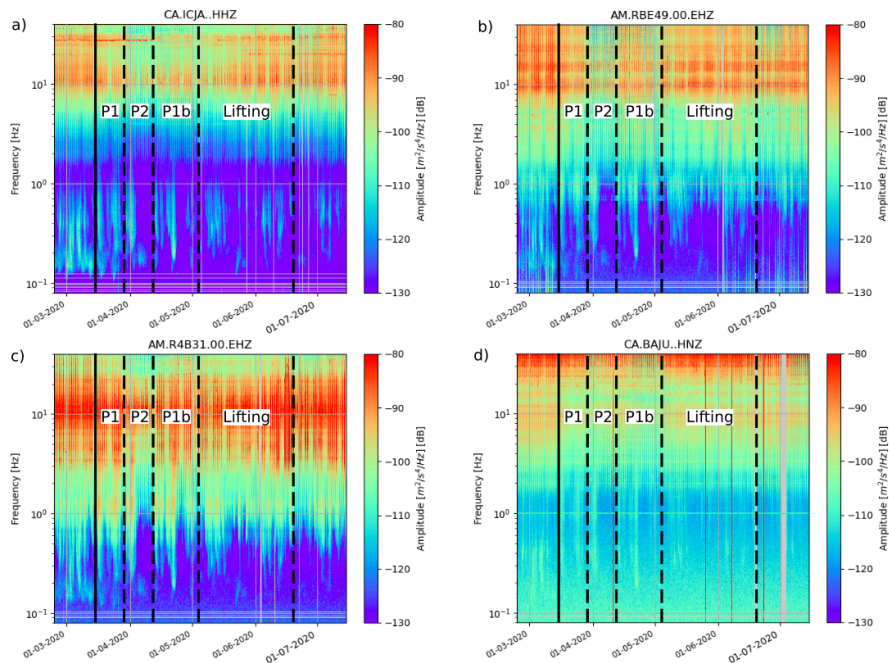 a) CA.ICJA..HHZ
Frequency [Hz]
10¹
10⁰
10⁻¹
P1 P2 P1b Lifting
01-03-2020 01-04-2020 01-05-2020 01-06-2020 01-07-2020
−80
−90
−100
−110
−120
−130
Amplitude [m²/s⁴/Hz] [dB]
b) AM.RBE49.00.EHZ
Frequency [Hz]
10¹
10⁰
10⁻¹
P1 P2 P1b Lifting
01-03-2020 01-04-2020 01-05-2020 01-06-2020 01-07-2020
−80
−90
−100
−110
−120
−130
Amplitude [m²/s⁴/Hz] [dB]
c) AM.R4B31.00.EHZ
Frequency [Hz]
10¹
10⁰
10⁻¹
P1 P2 P1b Lifting
01-03-2020 01-04-2020 01-05-2020 01-06-2020 01-07-2020
−80
−90
−100
−110
−120
−130
Amplitude [m²/s⁴/Hz] [dB]
d) CA.BAJU..HNZ
Frequency [Hz]
10¹
10⁰
10⁻¹
P1 P2 P1b Lifting
01-03-2020 01-04-2020 01-05-2020 01-06-2020 01-07-2020
−80
−90
−100
−110
−120
−130
Amplitude [m²/s⁴/Hz] [dB]